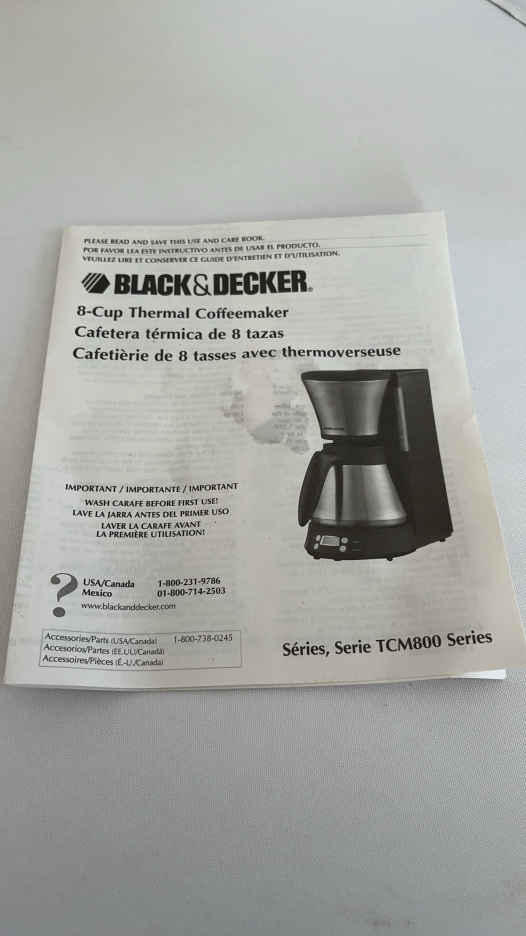 PLEASE READ AND SAVE THIS USE AND CARE BOOK.
POR FAVOR LEA ESTE INSTRUCTIVO ANTES DE USAR EL PRODUCTO.
VEUILLEZ LIRE ET CONSERVER CE GUIDE D'ENTRETIEN ET D'UTILISATION.
BLACK&DECKER®
8-Cup Thermal Coffeemaker
Cafetera térmica de 8 tazas
Cafetièrie de 8 tasses avec thermoverseuse
IMPORTANT / IMPORTANTE / IMPORTANT
WASH CARAFE BEFORE FIRST USE!
LAVE LA JARRA ANTES DEL PRIMER USO
LAVER LA CARAFE AVANT
LA PREMIÈRE UTILISATION!
?
USA/Canada 1-800-231-9786
Mexico 01-800-714-2503
www.blackanddecker.com
Accessories/Parts (USA/Canada) 1-800-738-0245
Accesorios/Partes (EE.UU/Canadá)
Accessoires/Pièces (É.-U./Canada)
Séries, Serie TCM800 Series